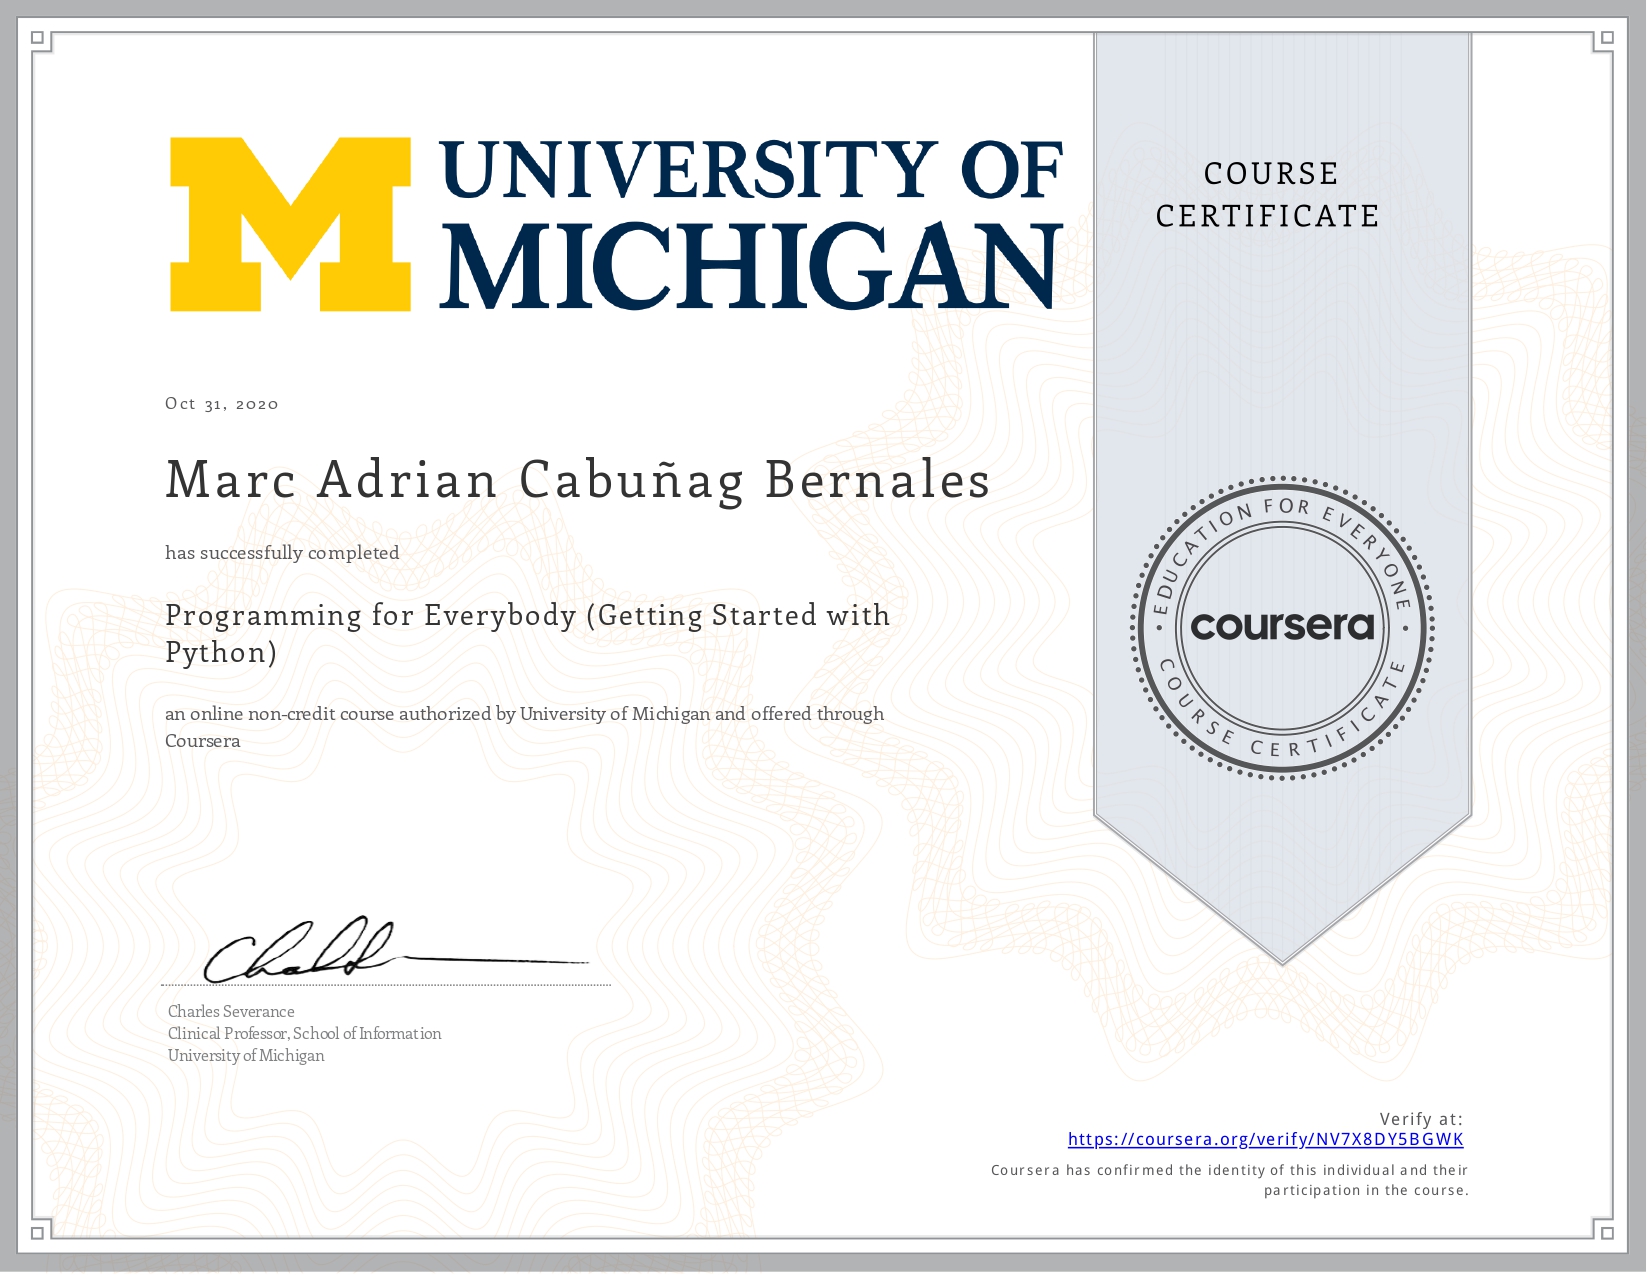 UNIVERSITY OF
MICHIGAN
COURSE
CERTIFICATE
Oct 31, 2020
Marc Adrian Cabuñag Bernales
has successfully completed
Programming for Everybody (Getting Started with
Python)
an online non-credit course authorized by University of Michigan and offered through
Coursera
EDUCATION FOR EVERYONE
coursera
COURSE CERTIFICATE
Charles Severance
Clinical Professor, School of Information
University of Michigan
Verify at:
https://coursera.org/verify/NV7X8DY5BGWK
Coursera has confirmed the identity of this individual and their
participation in the course.